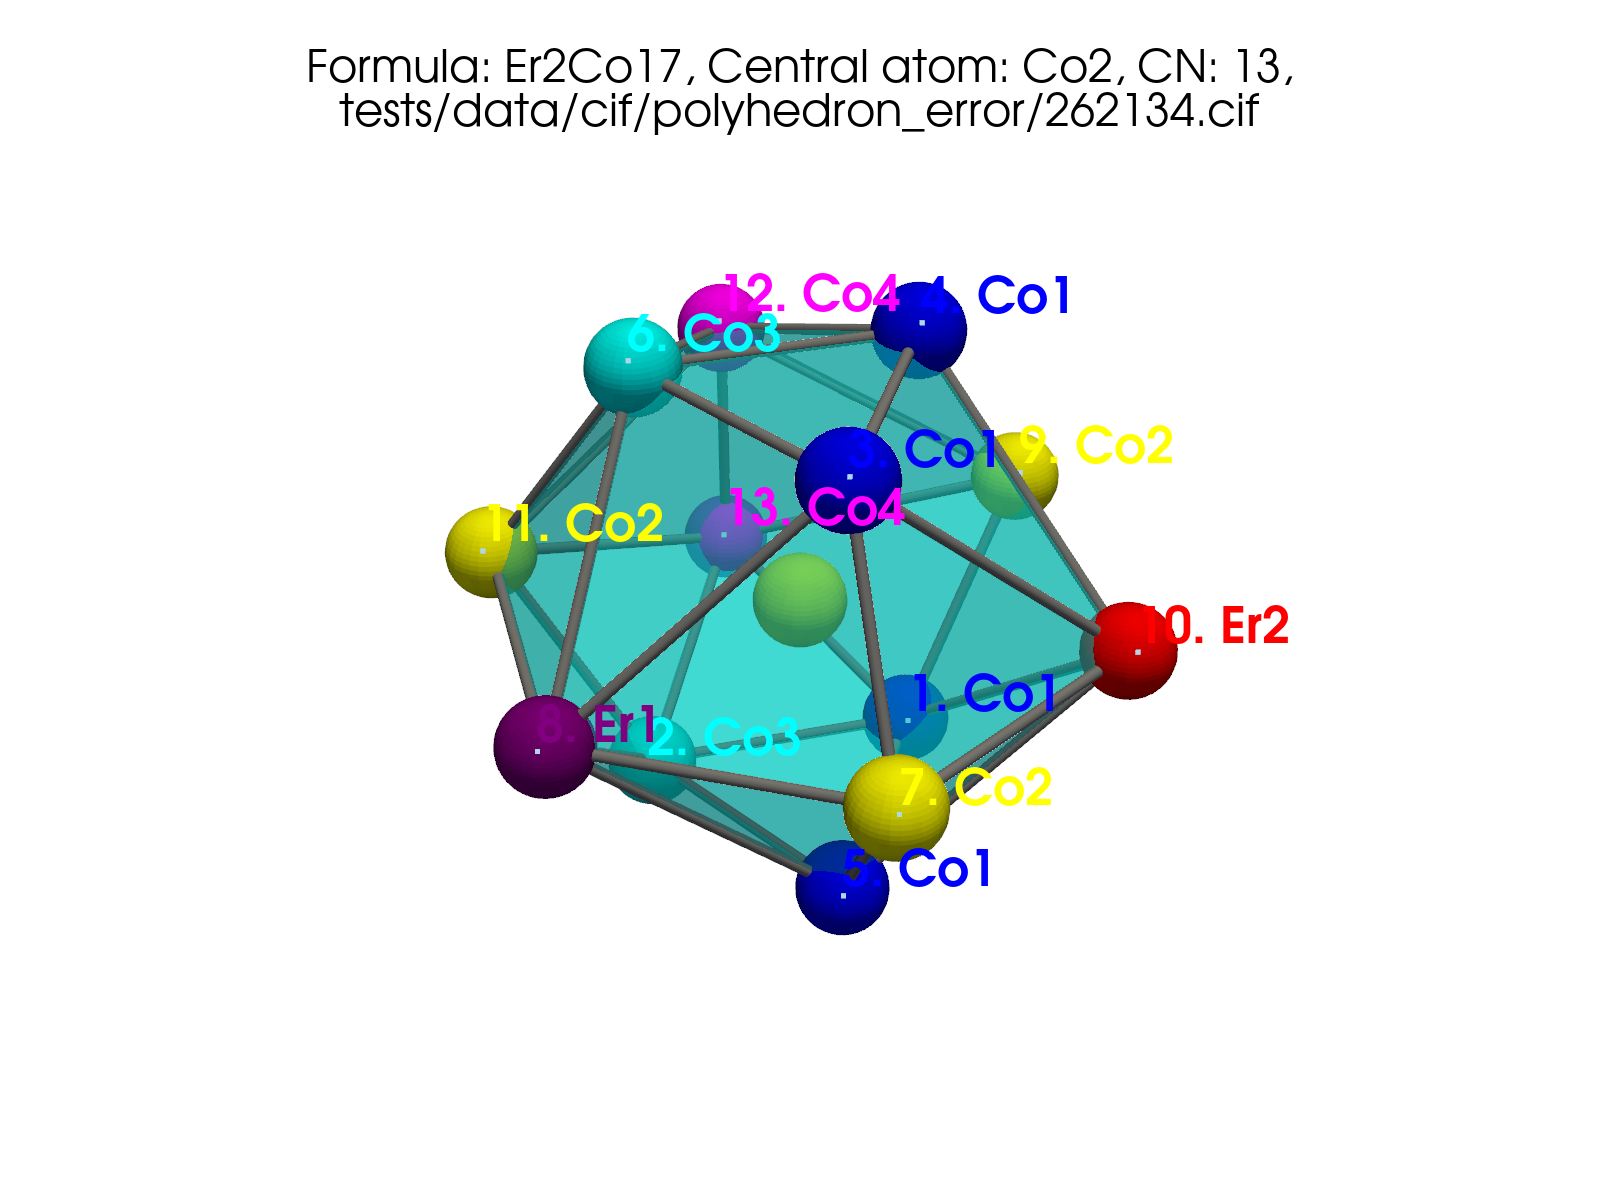 Formula: Er2Co17, Central atom: Co2, CN: 13,
tests/data/cif/polyhedron_error/262134.cif
12. Co4
4. Co1
6. Co3
3. Co1
9. Co2
13. Co4
11. Co2
10. Er2
1. Co1
8. Er1
2. Co3
7. Co2
5. Co1